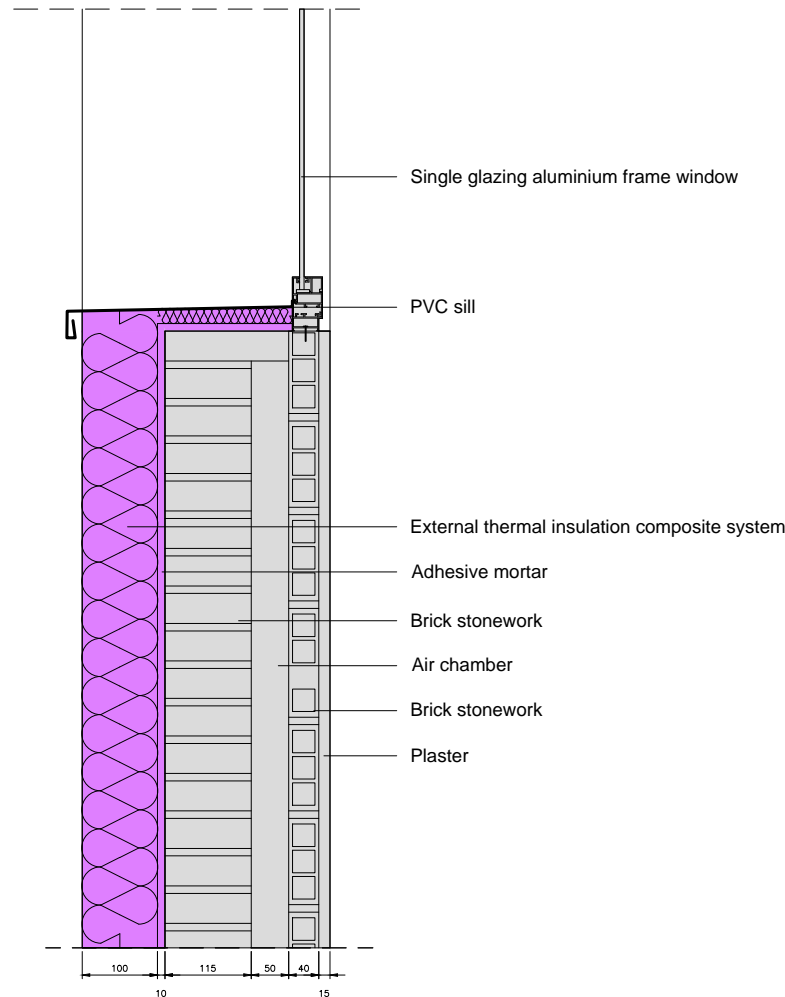 Single glazing aluminium frame window
PVC sill
External thermal insulation composite system
Adhesive mortar
Brick stonework
Air chamber
Brick stonework
Plaster
100 115 50 40
10 15